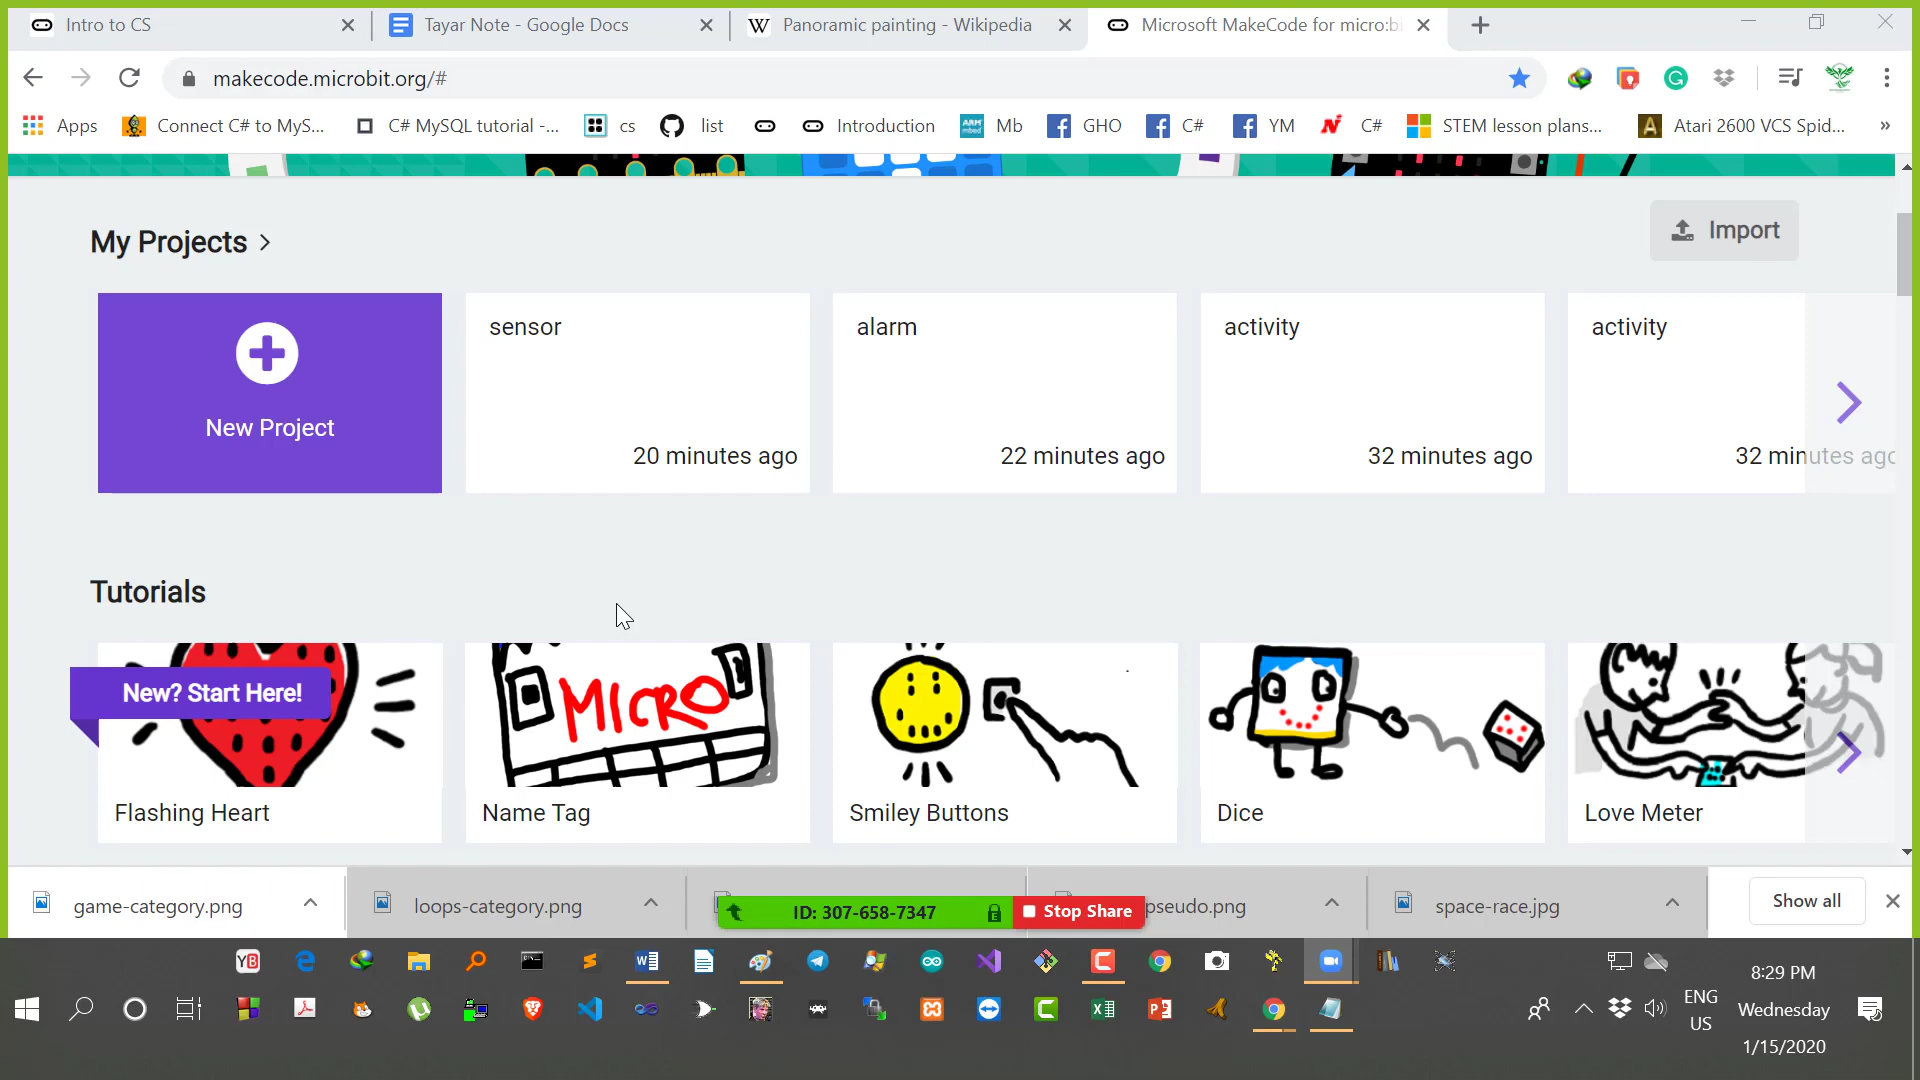 Intro to CS
Tayar Note - Google Docs
Panoramic painting - Wikipedia
Microsoft MakeCode for micro:bi
makecode.microbit.org/#
Apps
Connect C# to MyS...
C# MySQL tutorial -...
cs
list
Introduction
Mb
GHO
C#
YM
C#
STEM lesson plans...
Atari 2600 VCS Spid...
»
My Projects
Import
New Project
sensor
20 minutes ago
alarm
22 minutes ago
activity
32 minutes ago
activity
32 minutes ago
Tutorials
New? Start Here!
Flashing Heart
MICRO
Name Tag
Smiley Buttons
Dice
Love Meter
game-category.png
loops-category.png
ID: 307-658-7347
Stop Share
pseudo.png
space-race.jpg
Show all
8:29 PM
ENG
US
Wednesday
1/15/2020